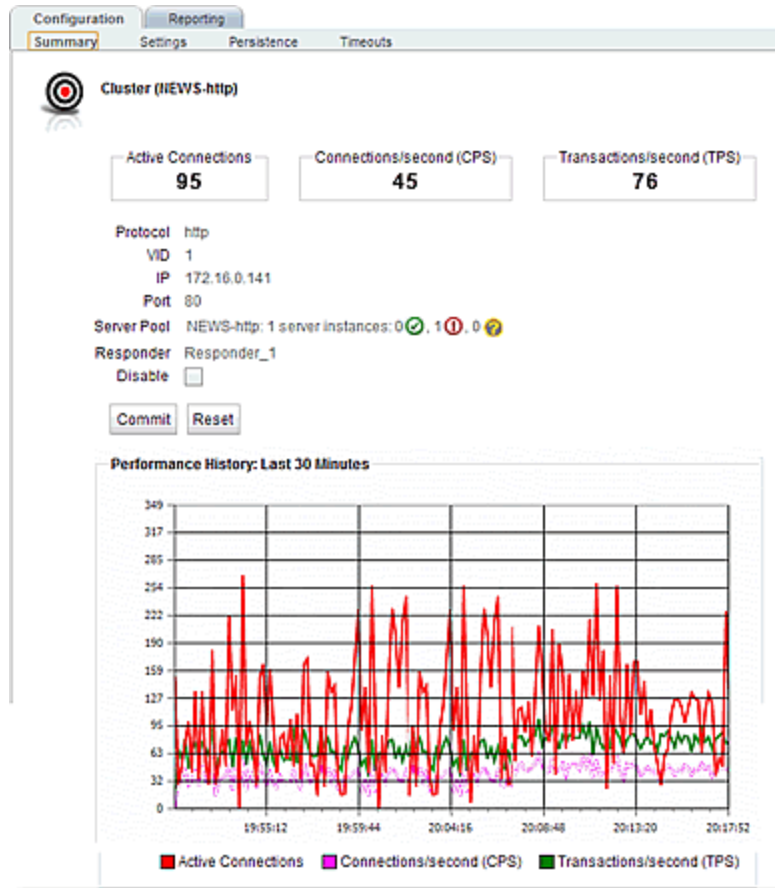 Configuration Reporting
Summary Settings Persistence Timeouts
Cluster (NEWS-http)
Active Connections Connections/second (CPS) Transactions/second (TPS)
95 45 76
Protocol http
VID 1
IP 172.16.0.141
Port 80
Server Pool NEWS-http: 1 server instances: 0 , 1 , 0
Responder Responder_1
Disable
Commit Reset
Performance History: Last 30 Minutes
349
317
285
254
222
190
159
127
95
63
32
0
19:55:12 19:59:44 20:04:16 20:08:48 20:13:20 20:17:52
Active Connections Connections/second (CPS) Transactions/second (TPS)